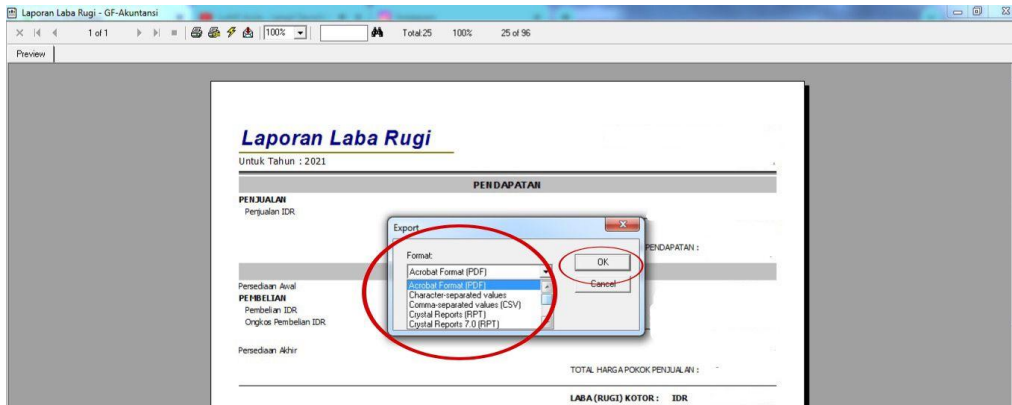 Laporan Laba Rugi - GF-Akuntansi
1 of 1 100% Total:25 100% 25 of 96
Preview
Laporan Laba Rugi
Untuk Tahun : 2021
PENDAPATAN
PENJUALAN
Penjualan IDR
PENDAPATAN :
Export
Format:
Acrobat Format (PDF)
OK
Acrobat Format (PDF)
Cancel
Character-separated values
Comma-separated values (CSV)
Crystal Reports (RPT)
Crystal Reports 7.0 (RPT)
Persediaan Awal
PEMBELIAN
Pembelian IDR
Ongkos Pembelian IDR
Persediaan Akhir
TOTAL HARGA POKOK PENJUALAN :
LABA (RUGI) KOTOR : IDR